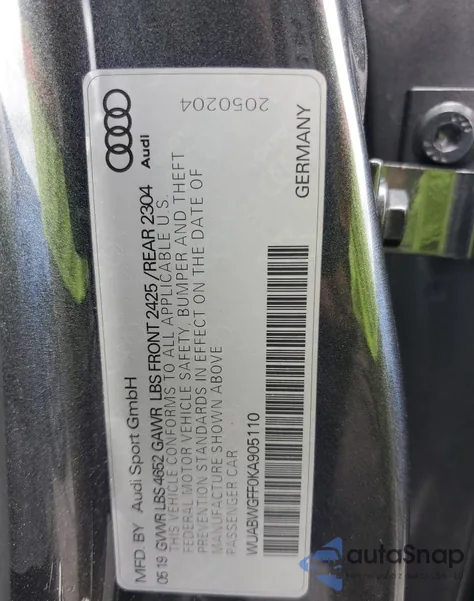 MFD. BY Audi Sport GmbH
Audi
05 19 GVWR LBS 4652 GAWR LBS FRONT 2425 /REAR 2304
THIS VEHICLE CONFORMS TO ALL APPLICABLE U.S.
FEDERAL MOTOR VEHICLE SAFETY, BUMPER AND THEFT
PREVENTION STANDARDS IN EFFECT ON THE DATE OF
MANUFACTURE SHOWN ABOVE
PASSENGER CAR
WUABWGFF0KA905110
2050204
GERMANY
autoSnap